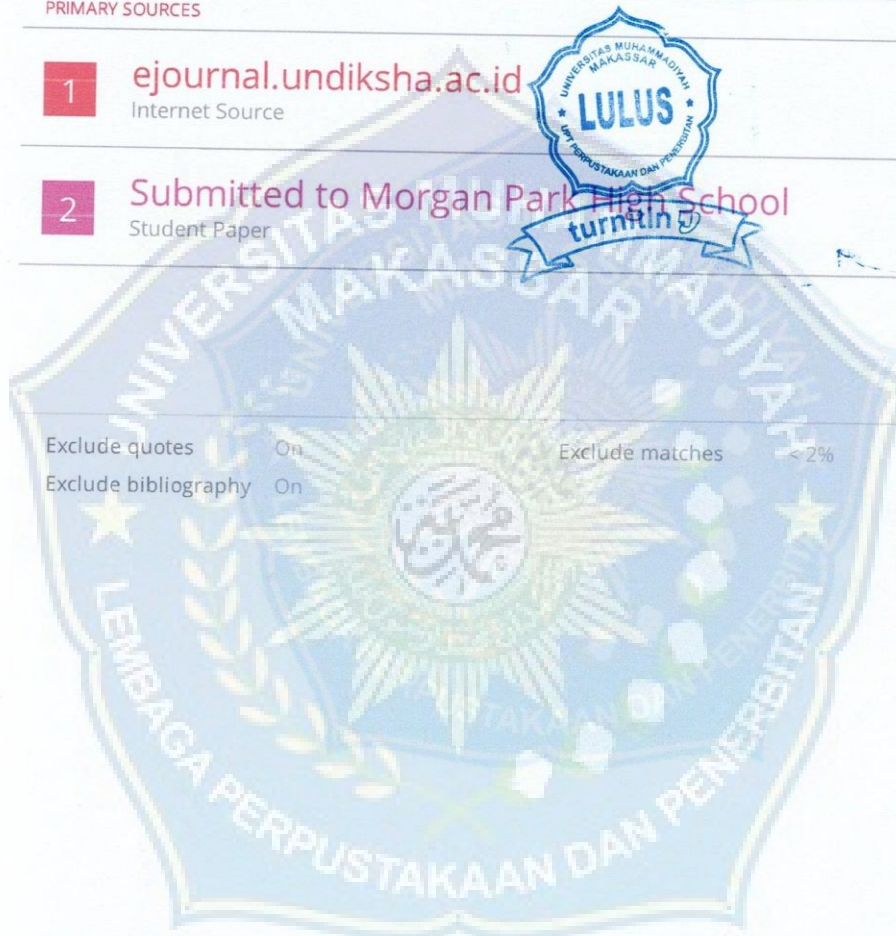 PRIMARY SOURCES
1
ejournal.undiksha.ac.id
Internet Source
UNIVERSITAS MUHAMMADIYAH
MAKASSAR
LULUS
UPT PERPUSTAKAAN DAN PENERBITAN
turnitin
2
Submitted to Morgan Park High School
Student Paper
Exclude quotes On
Exclude matches < 2%
Exclude bibliography On
UNIVERSITAS MUHAMMADIYAH
MAKASSAR
LEMBAGA PERPUSTAKAAN DAN PENERBITAN